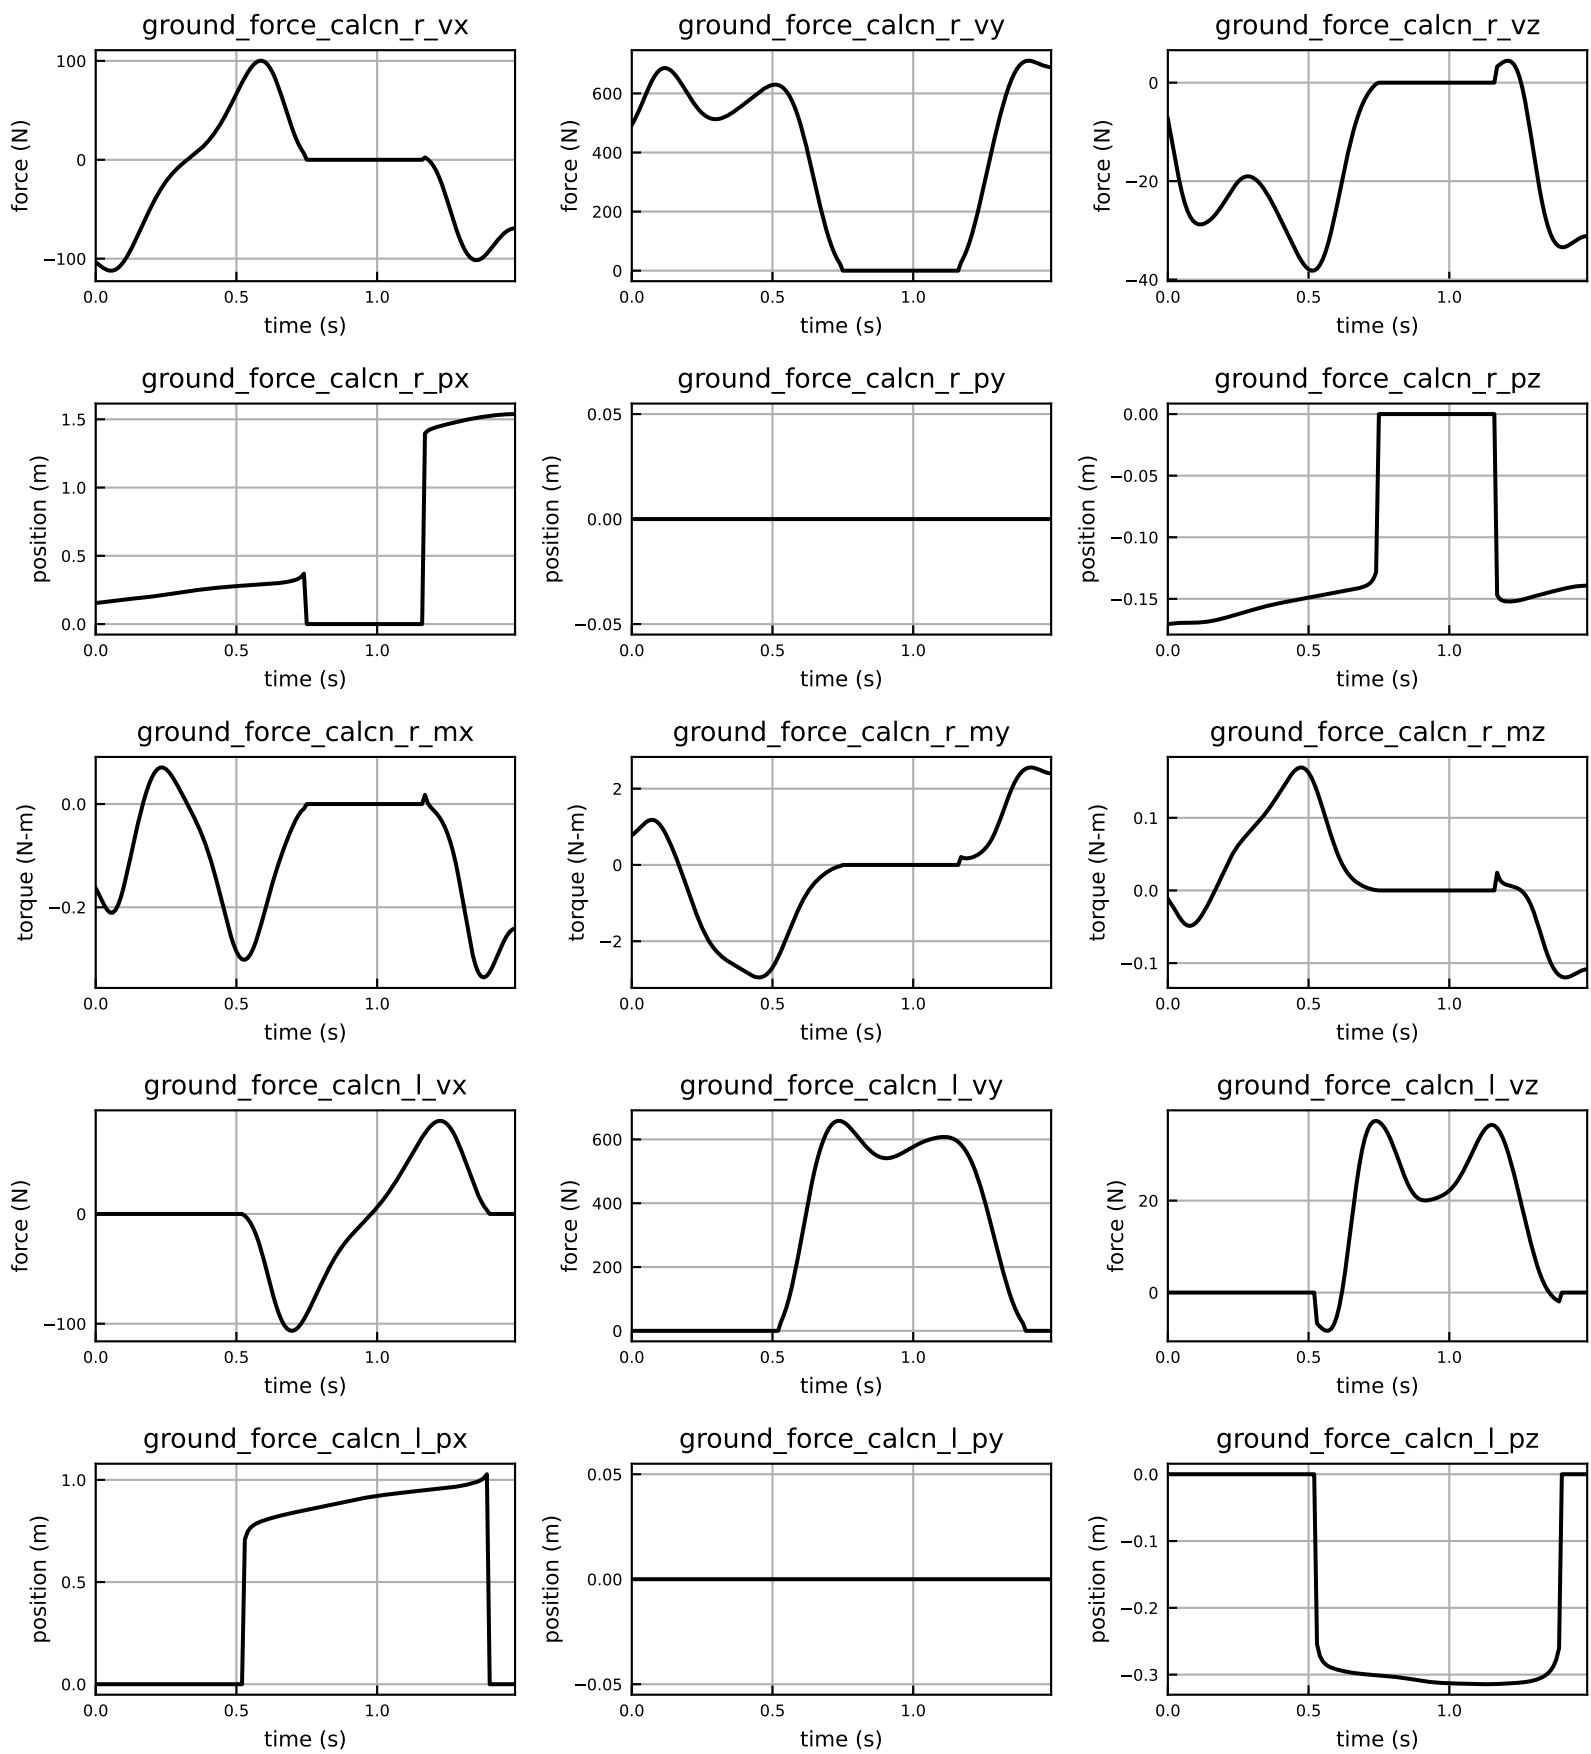 ground_force_calcn_r_vx
force (N)
100
0
−100
0.0 0.5 1.0
time (s)
ground_force_calcn_r_vy
force (N)
600
400
200
0
0.0 0.5 1.0
time (s)
ground_force_calcn_r_vz
force (N)
0
−20
−40
0.0 0.5 1.0
time (s)
ground_force_calcn_r_px
position (m)
1.5
1.0
0.5
0.0
0.0 0.5 1.0
time (s)
ground_force_calcn_r_py
position (m)
0.05
0.00
−0.05
0.0 0.5 1.0
time (s)
ground_force_calcn_r_pz
position (m)
0.00
−0.05
−0.10
−0.15
0.0 0.5 1.0
time (s)
ground_force_calcn_r_mx
torque (N-m)
0.0
−0.2
0.0 0.5 1.0
time (s)
ground_force_calcn_r_my
torque (N-m)
2
0
−2
0.0 0.5 1.0
time (s)
ground_force_calcn_r_mz
torque (N-m)
0.1
0.0
−0.1
0.0 0.5 1.0
time (s)
ground_force_calcn_l_vx
force (N)
0
−100
0.0 0.5 1.0
time (s)
ground_force_calcn_l_vy
force (N)
600
400
200
0
0.0 0.5 1.0
time (s)
ground_force_calcn_l_vz
force (N)
20
0
0.0 0.5 1.0
time (s)
ground_force_calcn_l_px
position (m)
1.0
0.5
0.0
0.0 0.5 1.0
time (s)
ground_force_calcn_l_py
position (m)
0.05
0.00
−0.05
0.0 0.5 1.0
time (s)
ground_force_calcn_l_pz
position (m)
0.0
−0.1
−0.2
−0.3
0.0 0.5 1.0
time (s)